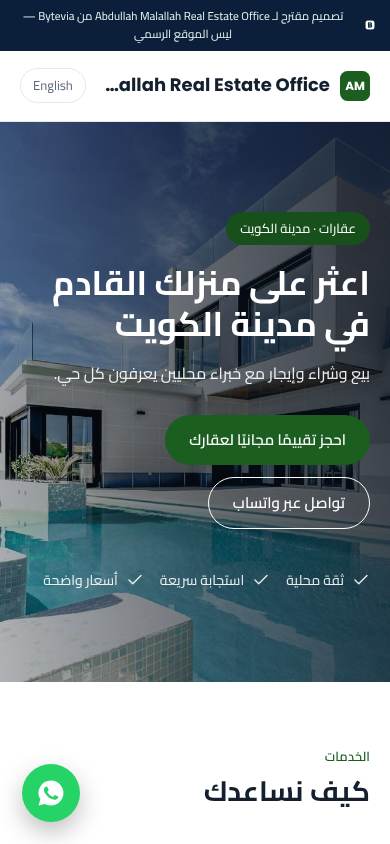 تصميم مقترح لـ Abdullah Malallah Real Estate Office من Bytevia —
ليس الموقع الرسمي
AM
...allah Real Estate Office
English
عقارات · مدينة الكويت
اعثر على منزلك القادم
في مدينة الكويت
بيع وشراء وإيجار مع خبراء محليين يعرفون كل حي.
احجز تقييمًا مجانيًا لعقارك
تواصل عبر واتساب
ثقة محلية
استجابة سريعة
أسعار واضحة
الخدمات
كيف نساعدك